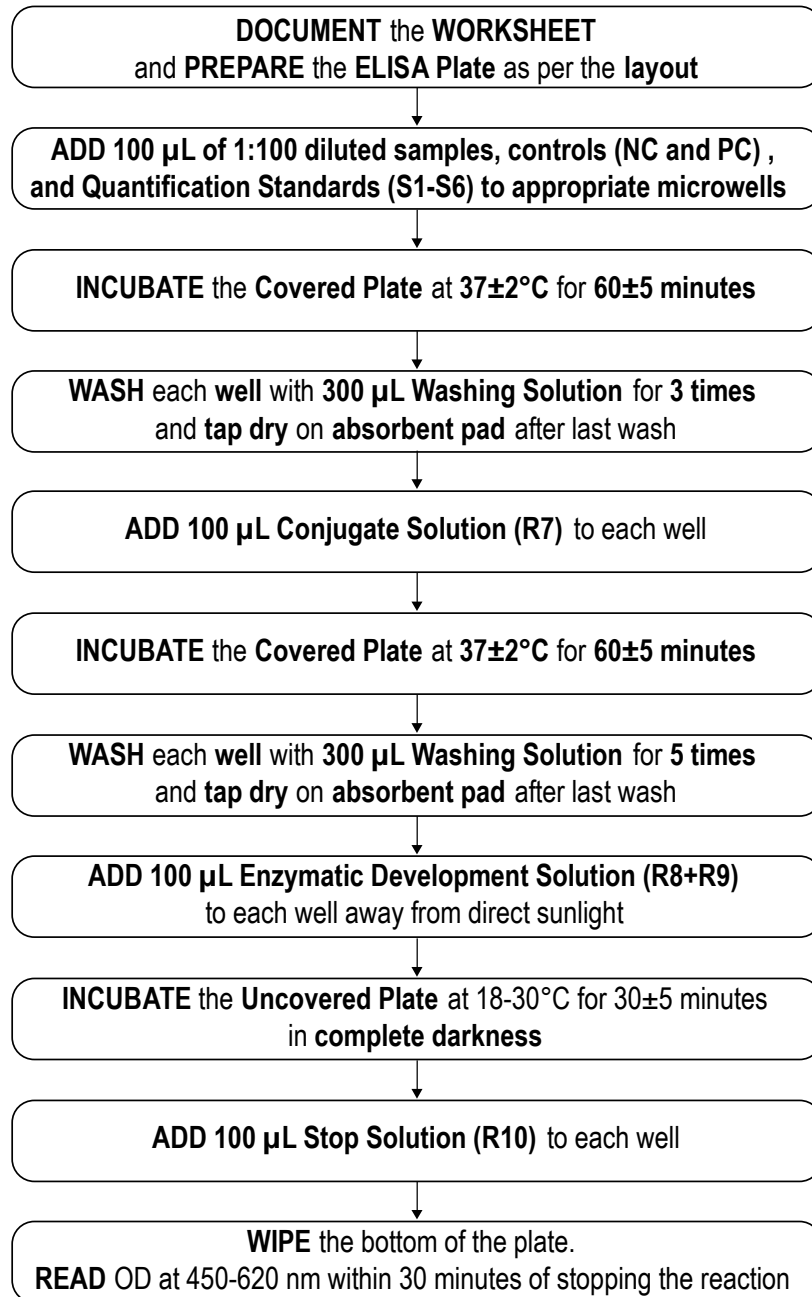 DOCUMENT the WORKSHEET
and PREPARE the ELISA Plate as per the layout
ADD 100 µL of 1:100 diluted samples, controls (NC and PC) ,
and Quantification Standards (S1-S6) to appropriate microwells
INCUBATE the Covered Plate at 37±2°C for 60±5 minutes
WASH each well with 300 µL Washing Solution for 3 times
and tap dry on absorbent pad after last wash
ADD 100 µL Conjugate Solution (R7) to each well
INCUBATE the Covered Plate at 37±2°C for 60±5 minutes
WASH each well with 300 µL Washing Solution for 5 times
and tap dry on absorbent pad after last wash
ADD 100 µL Enzymatic Development Solution (R8+R9)
to each well away from direct sunlight
INCUBATE the Uncovered Plate at 18-30°C for 30±5 minutes
in complete darkness
ADD 100 µL Stop Solution (R10) to each well
WIPE the bottom of the plate.
READ OD at 450-620 nm within 30 minutes of stopping the reaction